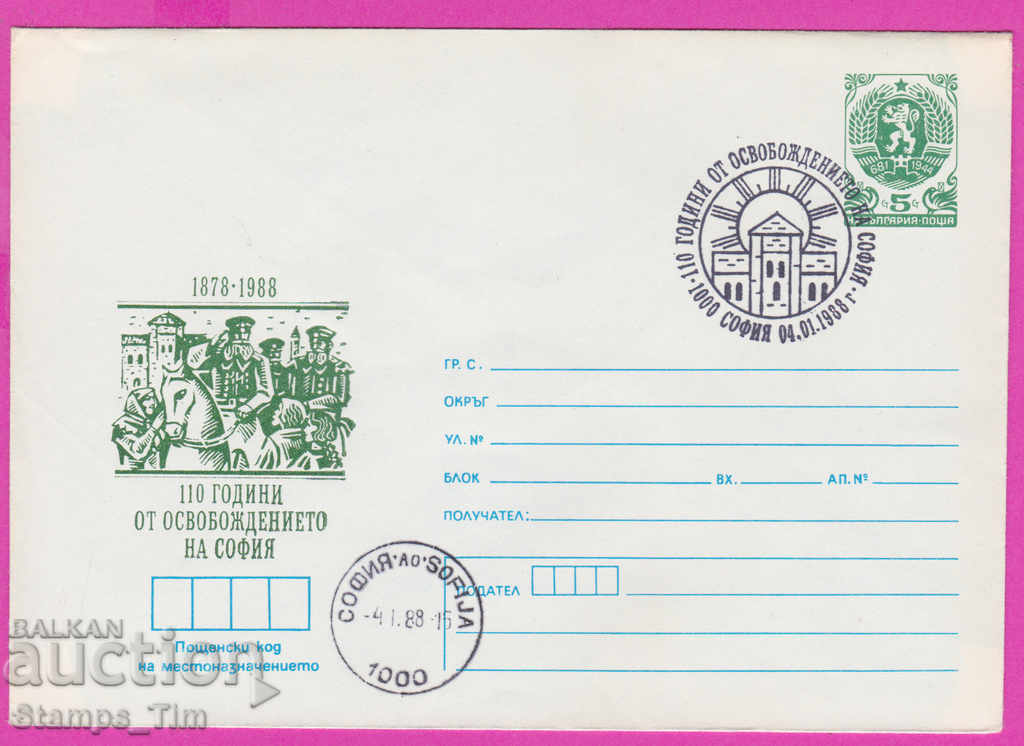 681 1944
5
НР БЪЛГАРИЯ·ПОЩА
110 ГОДИНИ ОТ ОСВОБОЖДЕНИЕТО НА СОФИЯ·
1000 СОФИЯ 04.01.1988 г.
1878·1988
110 ГОДИНИ
ОТ ОСВОБОЖДЕНИЕТО
НА СОФИЯ
ГР. С.
ОКРЪГ
УЛ. №
БЛОК ВХ. АП. №
ПОЛУЧАТЕЛ:
ПОДАТЕЛ
СОФИЯ·АО·SOFIJA
-4.I.88-15
1000
Пощенски код
на местоназначението
BALKAN
auction
Stamps_Tim